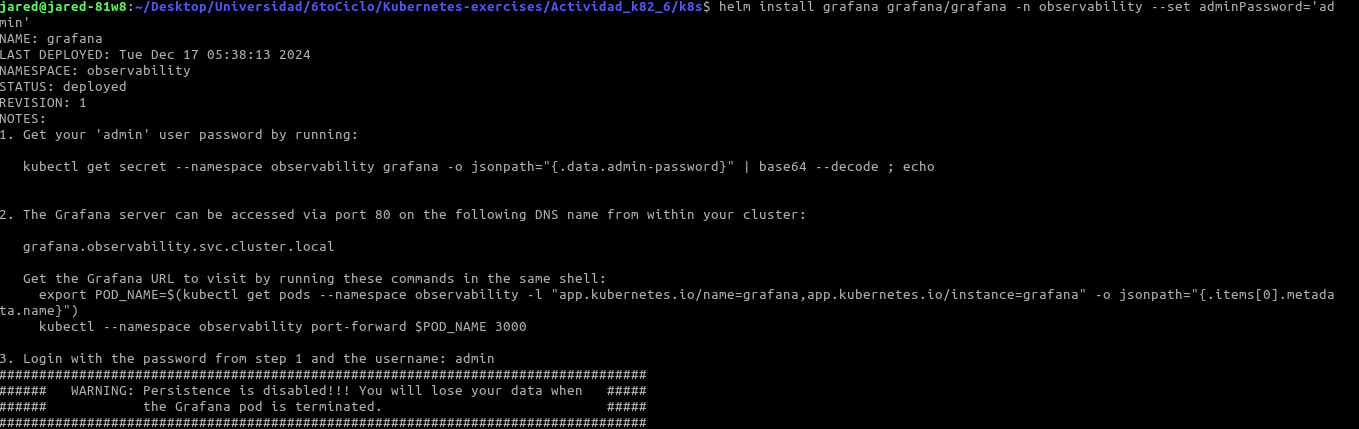 jared@jared-81w8:~/Desktop/Universidad/6toCiclo/Kubernetes-exercises/Actividad_k82_6/k8s$ helm install grafana grafana/grafana -n observability --set adminPassword='ad
min'
NAME: grafana
LAST DEPLOYED: Tue Dec 17 05:38:13 2024
NAMESPACE: observability
STATUS: deployed
REVISION: 1
NOTES:
1. Get your 'admin' user password by running:
   kubectl get secret --namespace observability grafana -o jsonpath="{.data.admin-password}" | base64 --decode ; echo
2. The Grafana server can be accessed via port 80 on the following DNS name from within your cluster:
   grafana.observability.svc.cluster.local
   Get the Grafana URL to visit by running these commands in the same shell:
     export POD_NAME=$(kubectl get pods --namespace observability -l "app.kubernetes.io/name=grafana,app.kubernetes.io/instance=grafana" -o jsonpath="{.items[0].metada
ta.name}")
     kubectl --namespace observability port-forward $POD_NAME 3000
3. Login with the password from step 1 and the username: admin
#################################################################################
######   WARNING: Persistence is disabled!!! You will lose your data when   #####
######            the Grafana pod is terminated.                            #####
#################################################################################